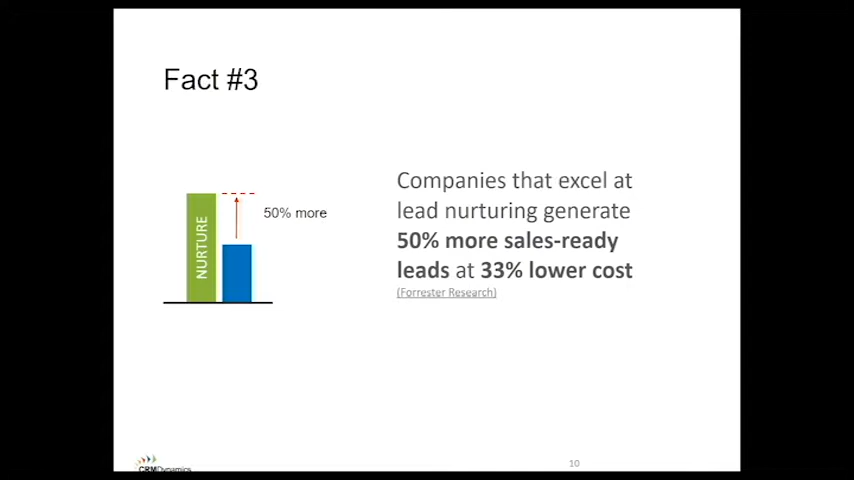 Fact #3
NURTURE
50% more
Companies that excel at
lead nurturing generate
50% more sales-ready
leads at 33% lower cost
(Forrester Research)
CRMDynamics
10